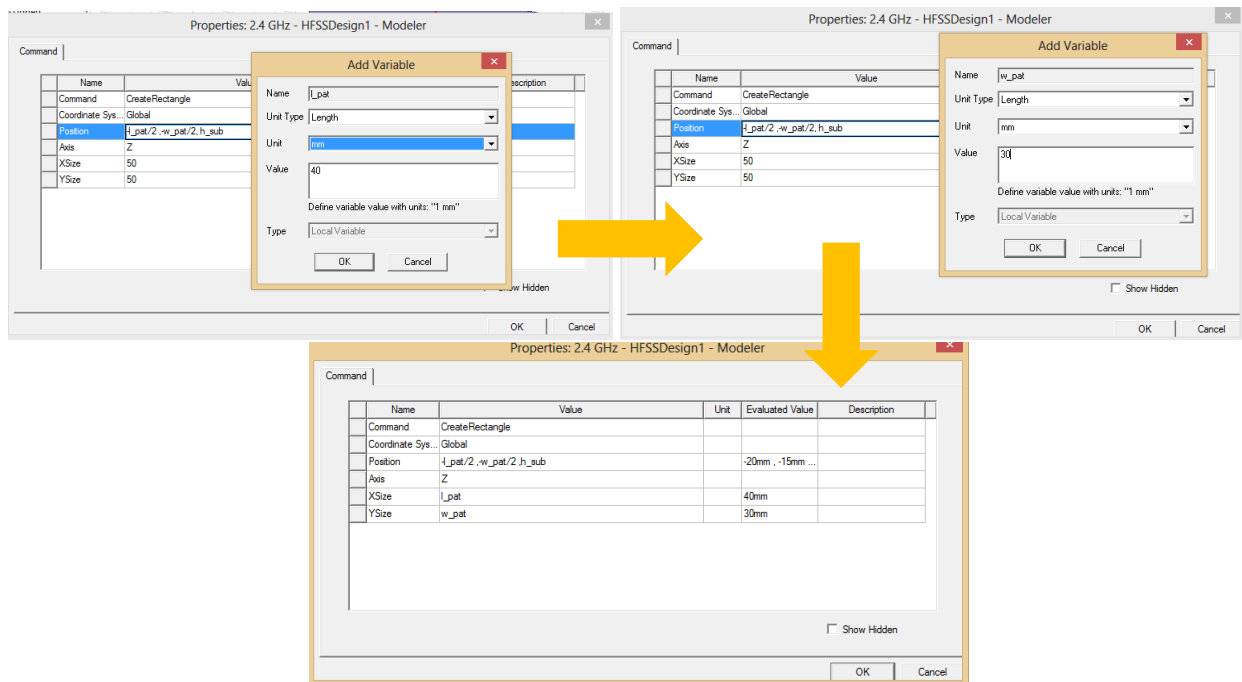 Properties: 2.4 GHz - HFSSDesign1 - Modeler
Command
Name Valu escription
Command CreateRectangle
Coordinate Sys... Global
Position -l_pat/2 ,-w_pat/2, h_sub
Axis Z
XSize 50
YSize 50
Add Variable
Name l_pat
Unit Type Length
Unit mm
Value 40
Define variable value with units: "1 mm"
Type Local Variable
OK Cancel
ow Hidden
OK Cancel
Properties: 2.4 GHz - HFSSDesign1 - Modeler
Command
Name Value
Command CreateRectangle
Coordinate Sys... Global
Position -l_pat/2 ,-w_pat/2, h_sub
Axis Z
XSize 50
YSize 50
Add Variable
Name w_pat
Unit Type Length
Unit mm
Value 30
Define variable value with units: "1 mm"
Type Local Variable
OK Cancel
Show Hidden
OK Cancel
Properties: 2.4 GHz - HFSSDesign1 - Modeler
Command
Name Value Unit Evaluated Value Description
Command CreateRectangle
Coordinate Sys... Global
Position -l_pat/2 ,-w_pat/2 ,h_sub -20mm , -15mm ...
Axis Z
XSize l_pat 40mm
YSize w_pat 30mm
Show Hidden
OK Cancel